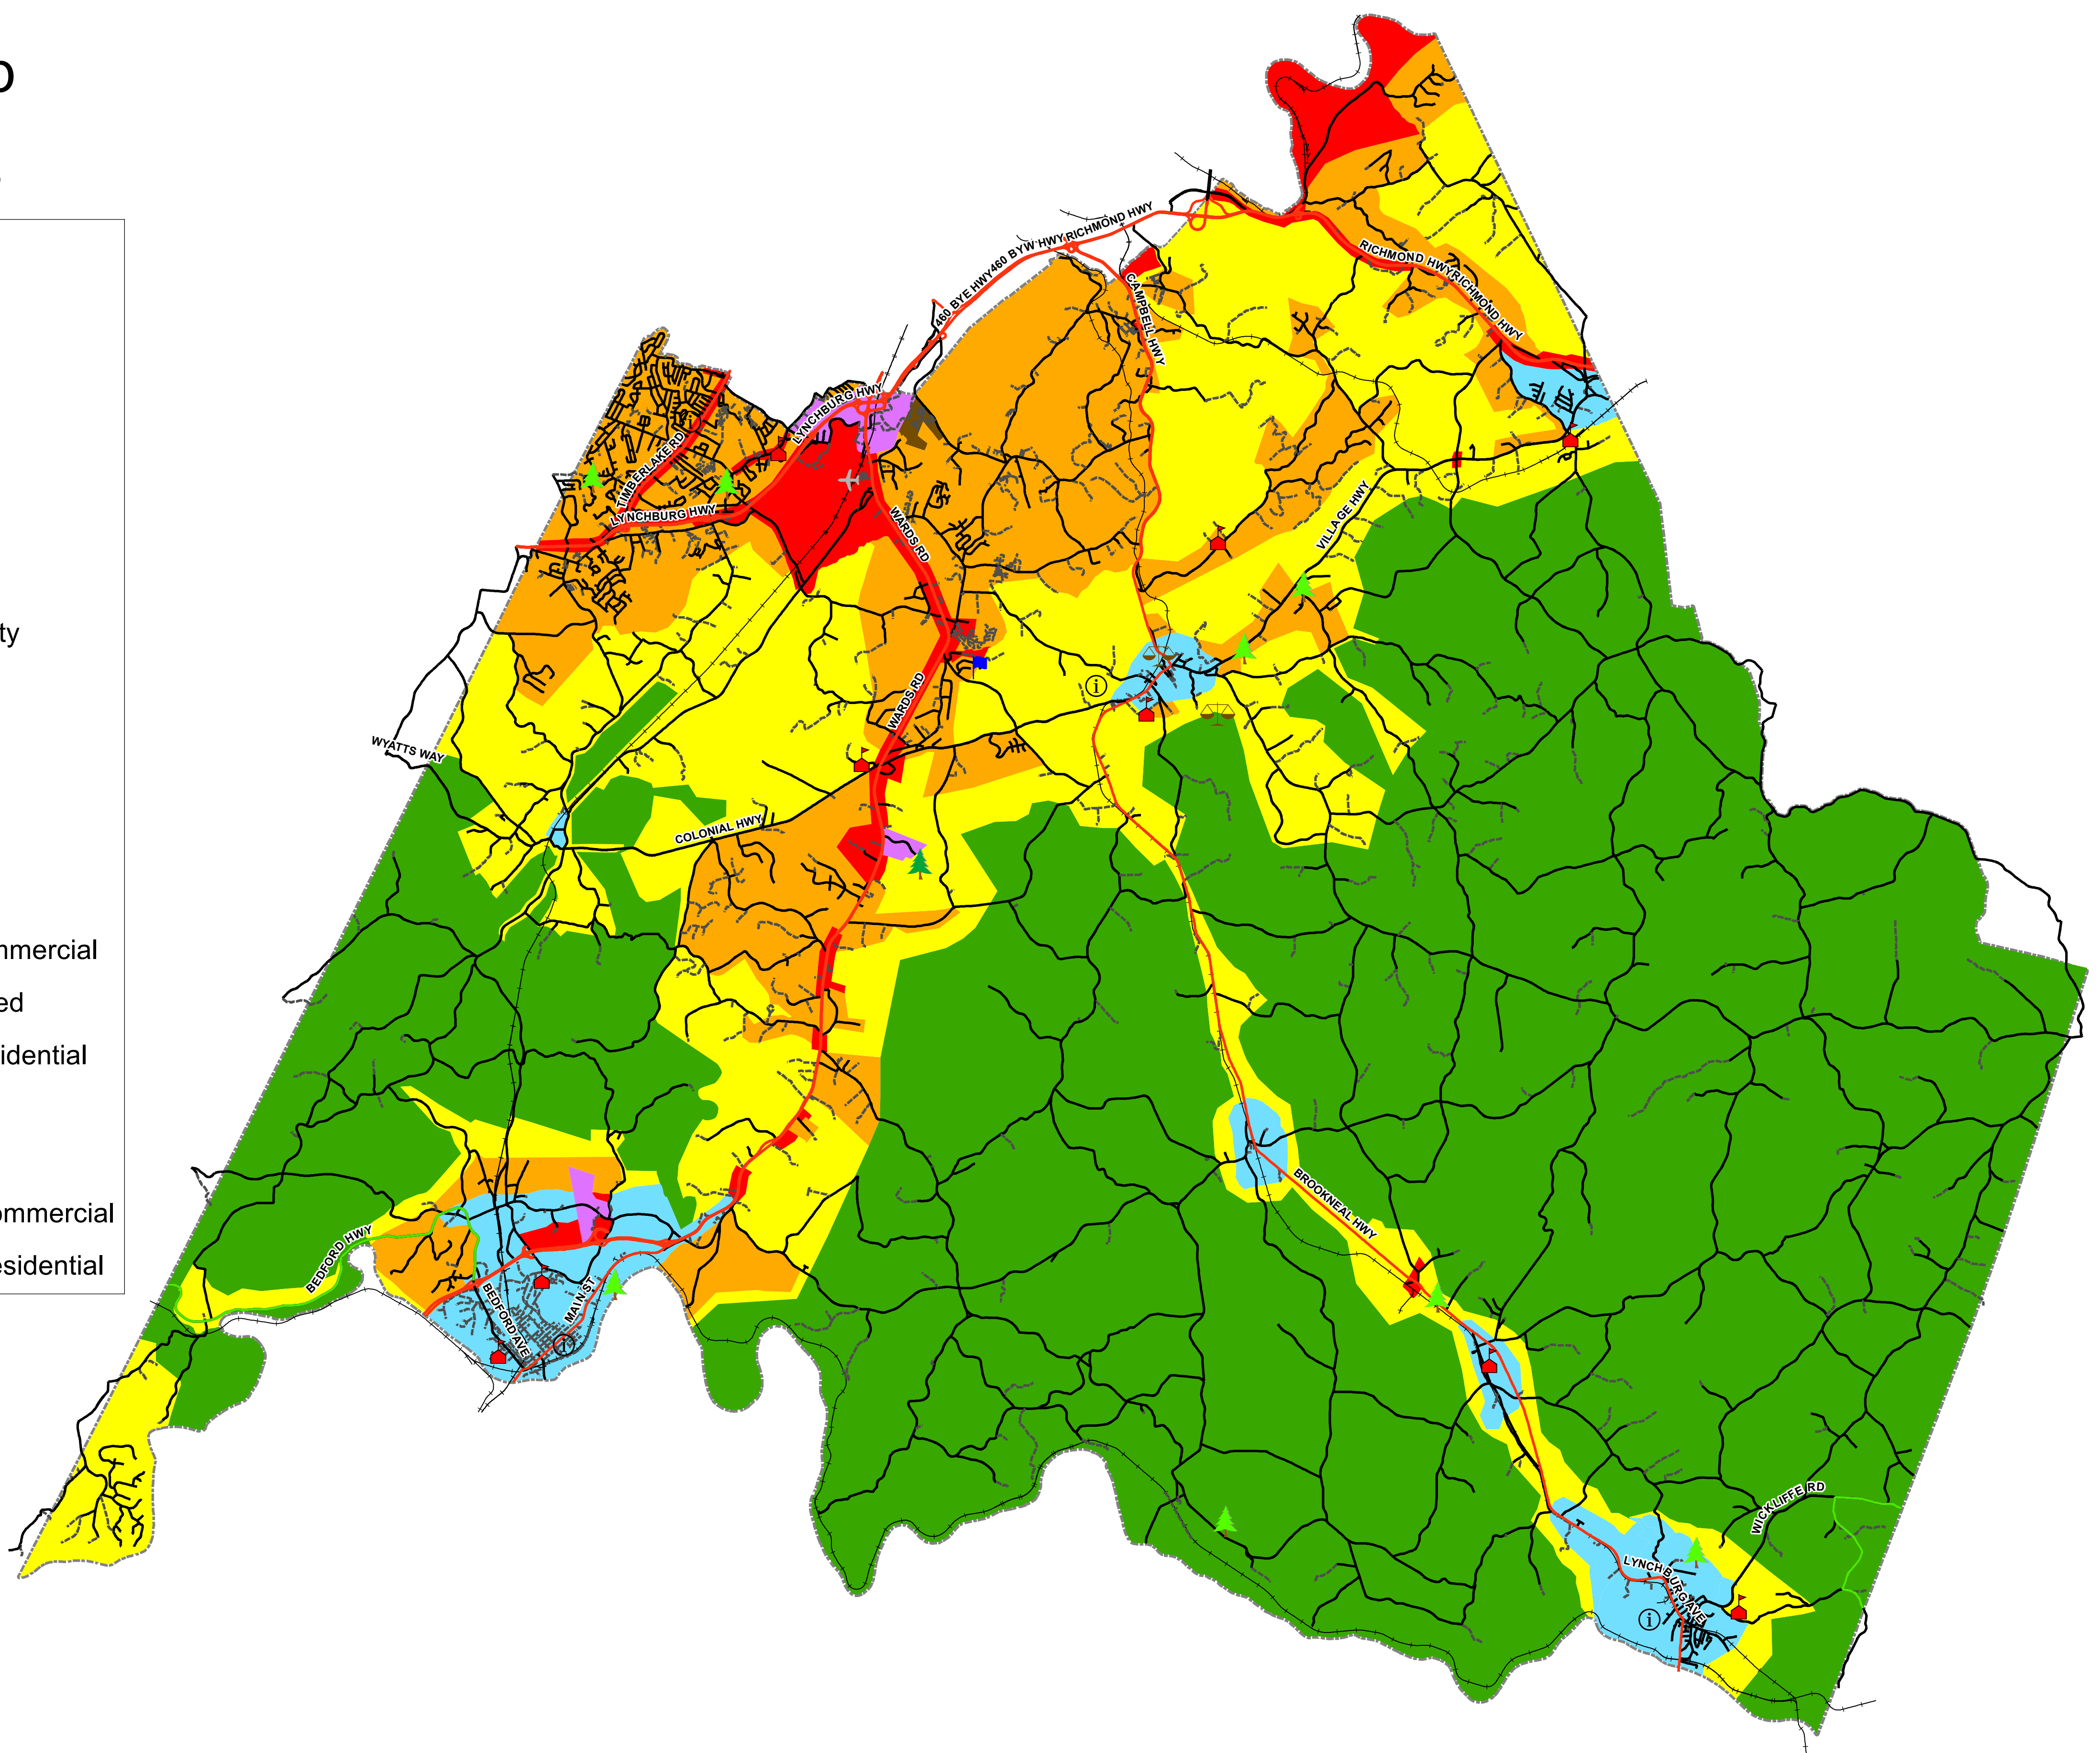 ty
mmercial
ed
idential
ommercial
esidential
RICHMOND HWY
460 BYW HWY
460 BYE HWY
RICHMOND HWY
RICHMOND HWY
CAMPBELL HWY
LYNCHBURG HWY
TIMBERLAKE RD
LYNCHBURG HWY
WARDS RD
VILLAGE HWY
WARDS RD
WYATTS WAY
COLONIAL HWY
BROOKNEAL HWY
BEDFORD HWY
MAIN ST
BEDFORD AVE
WICKLIFFE RD
LYNCHBURG AVE